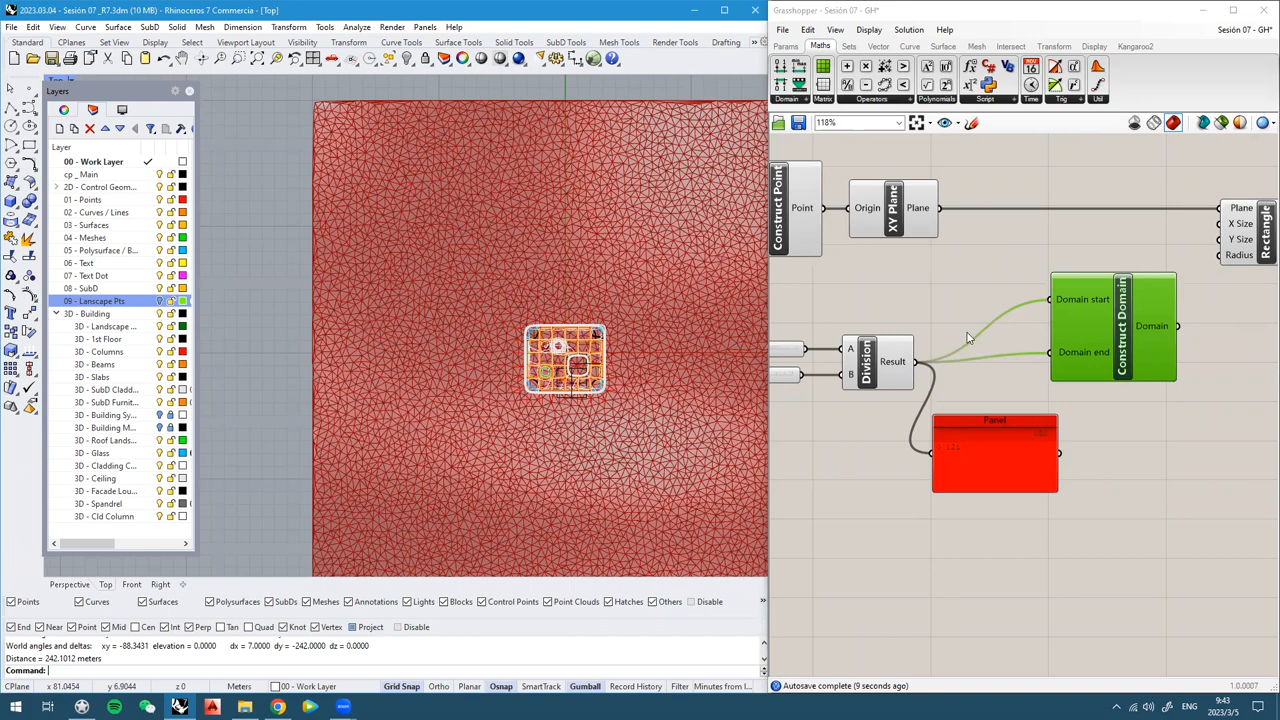 2023.03.04 - Sesión 07 _R7.3dm (10 MB) - Rhinoceros 7 Commercia - [Top]
File Edit View Curve Surface SubD Solid Mesh Dimension Transform Tools Analyze Render Panels Help
Standard CPlanes Set View Display Select Viewport Layout Visibility Transform Curve Tools Surface Tools SubD Tools Mesh Tools Render Tools
Layers
Layer
00 - Work Layer
cp _ Main
2D - Control Geom...
01 - Points
02 - Curves / Lines
03 - Surfaces
04 - Meshes
05 - Polysurface / B...
06 - Text
07 - Text Dot
08 - SubD
09 - Lanscape Pts
3D - Building
3D - Landscape ...
3D - 1st Floor
3D - Columns
3D - Beams
3D - Slabs
3D - SubD Cladd...
3D - SubD Furnit...
3D - Building Sy...
3D - Building M...
3D - Roof Lands...
3D - Glass
3D - Cladding C...
3D - Ceiling
3D - Facade Lou...
3D - Spandrel
3D - Cld Column
Perspective Top Front Right
Points Curves Surfaces Polysurfaces SubDs Meshes Annotations Lights Blocks Control Points Point Clouds Hatches Others Disable
End Near Point Mid Cen Int Perp Tan Quad Knot Vertex Project Disable
World angles and deltas: xy = -88.3431 elevation = 0.0000 dx = 7.0000 dy = -242.0000 dz = 0.0000
Distance = 242.1012 meters
Command:
CPlane x 81.0454 y 6.9044 z 0 Meters 00 - Work Layer Grid Snap Ortho Planar Osnap SmartTrack Gumball Record History Filter Minutes from l...
Grasshopper - Sesión 07 - GH*
File Edit View Display Solution Help Sesión 07 - GH*
Params Maths Sets Vector Curve Surface Mesh Intersect Transform Display Kangaroo2
Domain Matrix Operators Polynomials Script Time Trig Util
NOV
16
118%
Construct Point
Point
Origin
XY Plane
Plane
Plane
X Size
Y Size
Radius
Rectangle
A
B
Division
Result
Domain start
Domain end
Construct Domain
Domain
Panel
Autosave complete (9 seconds ago)
1.0.0007
ENG
9:43
2023/3/5